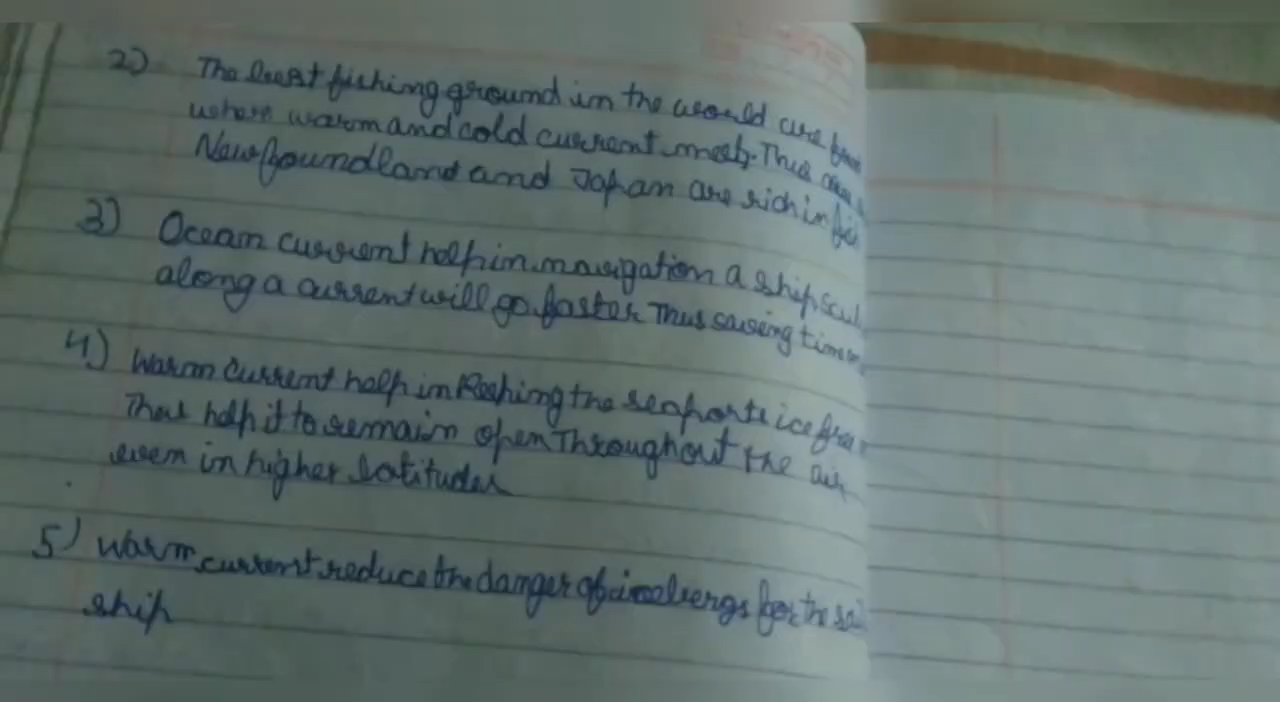 2) The best fishing ground in the world are
where warm and cold current meet. Thus
Newfoundland and Japan are rich in
3) Ocean current help in navigation a ship
along a current will go faster Thus saving time
4) Warm current help in Keeping the seaports ice free
That help it to remain open Throughout the
even in higher latitudes
5) Warm current reduce the danger of icebergs for the
ship